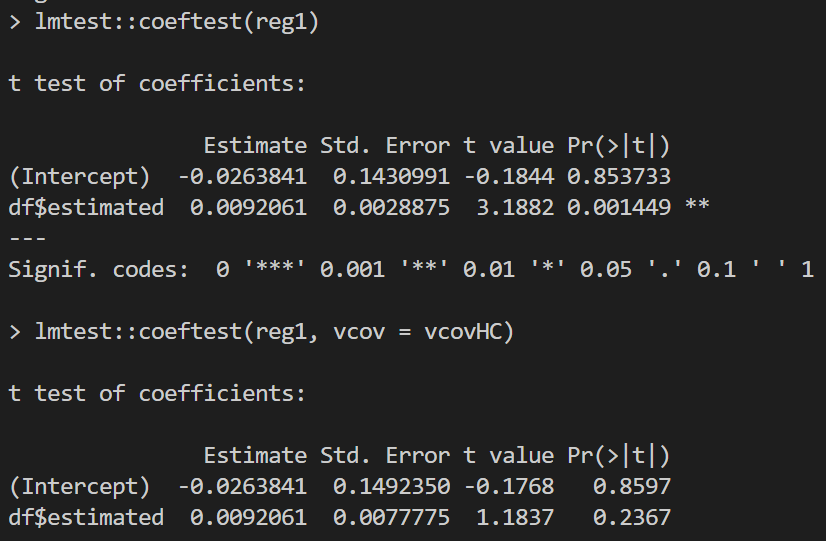 > lmtest::coeftest(reg1)
t test of coefficients:
Estimate Std. Error t value Pr(>|t|)
(Intercept) -0.0263841 0.1430991 -0.1844 0.853733
df$estimated 0.0092061 0.0028875 3.1882 0.001449 **
---
Signif. codes: 0 '***' 0.001 '**' 0.01 '*' 0.05 '.' 0.1 ' ' 1
> lmtest::coeftest(reg1, vcov = vcovHC)
t test of coefficients:
Estimate Std. Error t value Pr(>|t|)
(Intercept) -0.0263841 0.1492350 -0.1768 0.8597
df$estimated 0.0092061 0.0077775 1.1837 0.2367